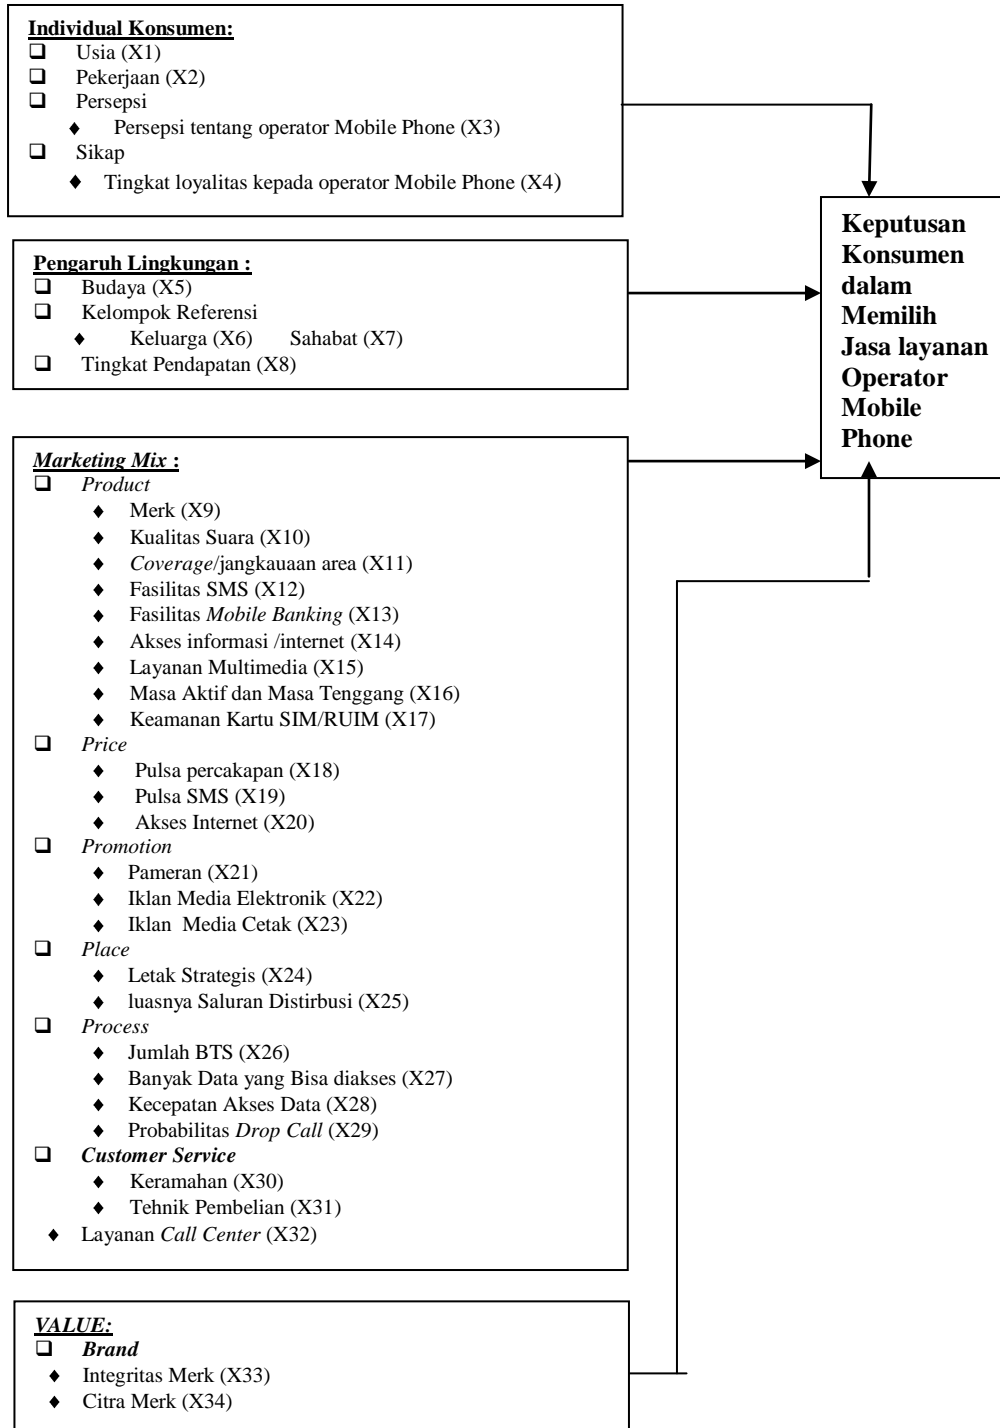 Individual Konsumen:
Usia (X1)
Pekerjaan (X2)
Persepsi
Persepsi tentang operator Mobile Phone (X3)
Sikap
Tingkat loyalitas kepada operator Mobile Phone (X4)
Keputusan
Konsumen
dalam
Memilih
Jasa layanan
Operator
Mobile
Phone
Pengaruh Lingkungan :
Budaya (X5)
Kelompok Referensi
Keluarga (X6) Sahabat (X7)
Tingkat Pendapatan (X8)
Marketing Mix :
Product
Merk (X9)
Kualitas Suara (X10)
Coverage/jangkauaan area (X11)
Fasilitas SMS (X12)
Fasilitas Mobile Banking (X13)
Akses informasi /internet (X14)
Layanan Multimedia (X15)
Masa Aktif dan Masa Tenggang (X16)
Keamanan Kartu SIM/RUIM (X17)
Price
Pulsa percakapan (X18)
Pulsa SMS (X19)
Akses Internet (X20)
Promotion
Pameran (X21)
Iklan Media Elektronik (X22)
Iklan Media Cetak (X23)
Place
Letak Strategis (X24)
luasnya Saluran Distirbusi (X25)
Process
Jumlah BTS (X26)
Banyak Data yang Bisa diakses (X27)
Kecepatan Akses Data (X28)
Probabilitas Drop Call (X29)
Customer Service
Keramahan (X30)
Tehnik Pembelian (X31)
Layanan Call Center (X32)
VALUE:
Brand
Integritas Merk (X33)
Citra Merk (X34)